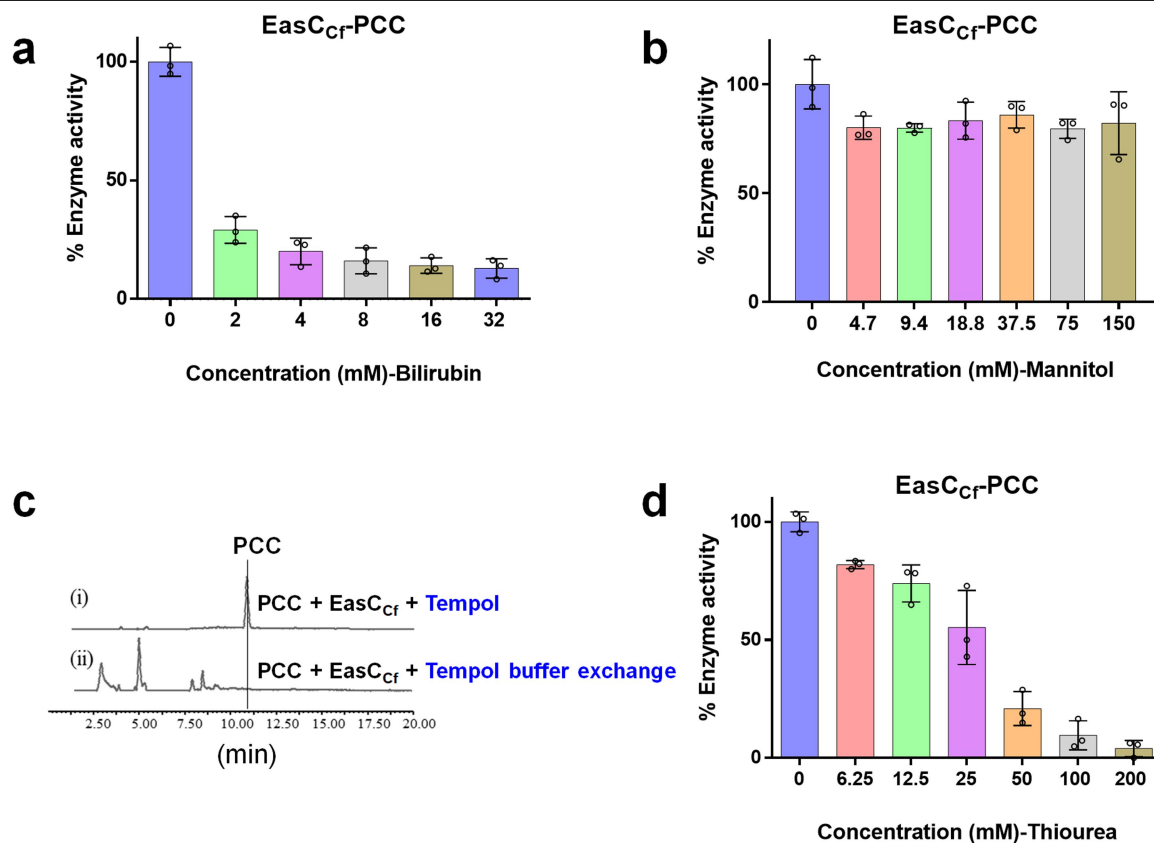 a
EasC_Cf-PCC
% Enzyme activity
100
50
0
0 2 4 8 16 32
Concentration (mM)-Bilirubin
b
EasC_Cf-PCC
% Enzyme activity
100
50
0
0 4.7 9.4 18.8 37.5 75 150
Concentration (mM)-Mannitol
c
PCC
(i)
PCC + EasC_Cf + Tempol
(ii)
PCC + EasC_Cf + Tempol buffer exchange
2.50 5.00 7.50 10.00 12.50 15.00 17.50 20.00
(min)
d
EasC_Cf-PCC
% Enzyme activity
100
50
0
0 6.25 12.5 25 50 100 200
Concentration (mM)-Thiourea